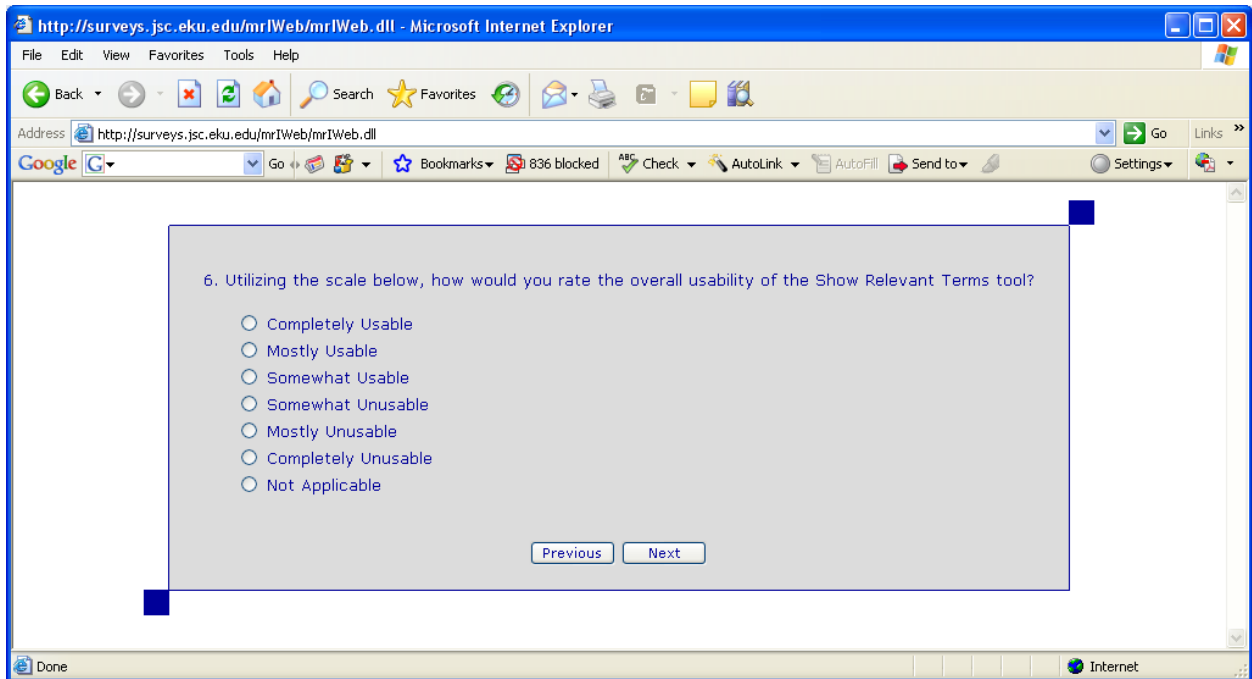 http://surveys.jsc.eku.edu/mrIWeb/mrIWeb.dll - Microsoft Internet Explorer
File Edit View Favorites Tools Help
Back Search Favorites
Address http://surveys.jsc.eku.edu/mrIWeb/mrIWeb.dll Go Links »
Google G Go Bookmarks 836 blocked ABC Check AutoLink AutoFill Send to Settings
6. Utilizing the scale below, how would you rate the overall usability of the Show Relevant Terms tool?
Completely Usable
Mostly Usable
Somewhat Usable
Somewhat Unusable
Mostly Unusable
Completely Unusable
Not Applicable
Previous Next
Done Internet